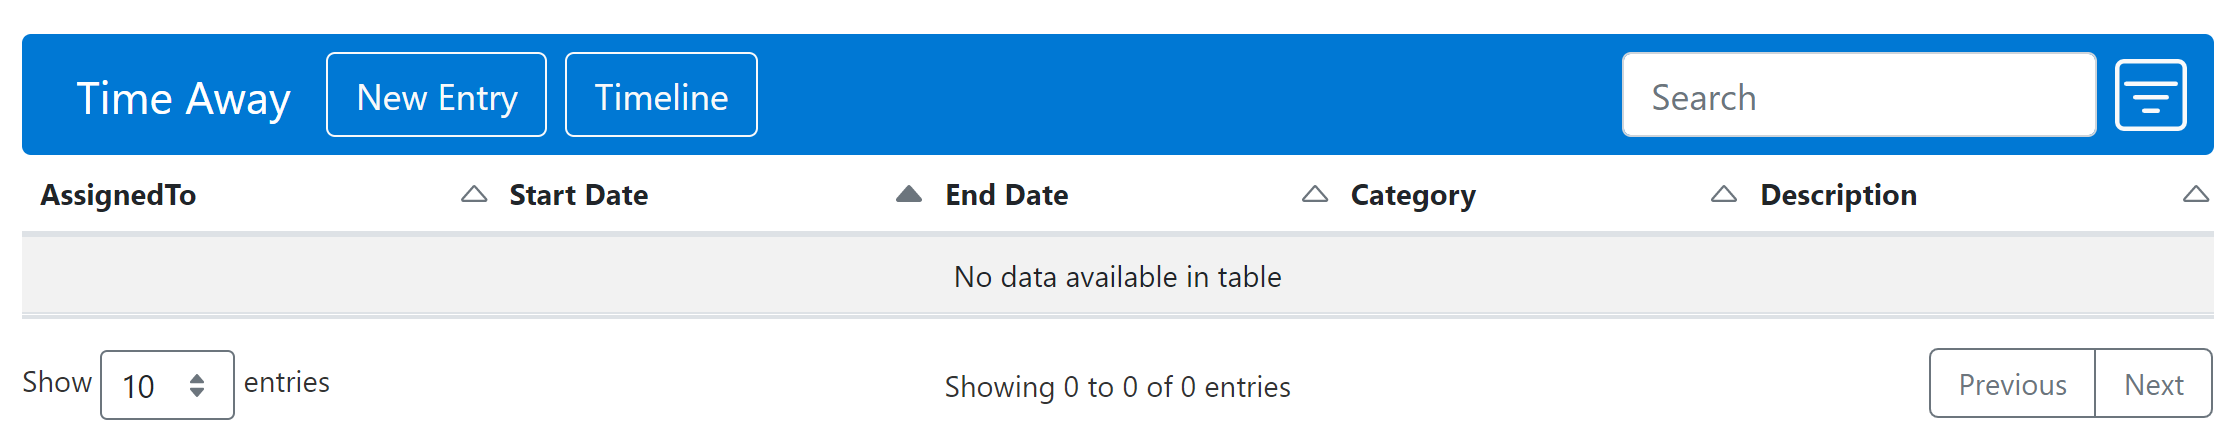 Time Away New Entry Timeline Search
AssignedTo Start Date End Date Category Description
No data available in table
Show 10 entries Showing 0 to 0 of 0 entries Previous Next